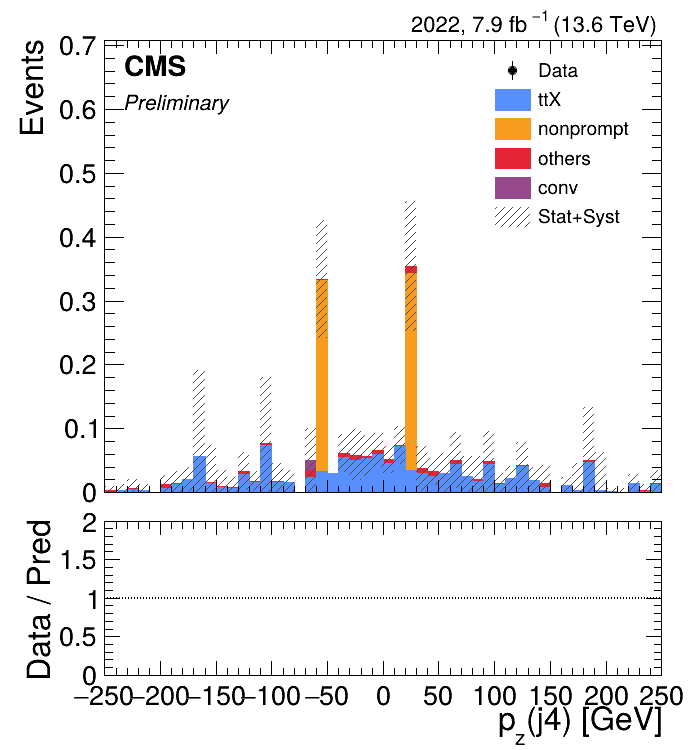 2022, 7.9 fb⁻¹ (13.6 TeV)
Events
0.7
0.6
0.5
0.4
0.3
0.2
0.1
0
CMS
Preliminary
Data
ttX
nonprompt
others
conv
Stat+Syst
Data / Pred
2
1.5
1
0.5
0
−250 −200 −150 −100 −50 0 50 100 150 200 250
p_z(j4) [GeV]